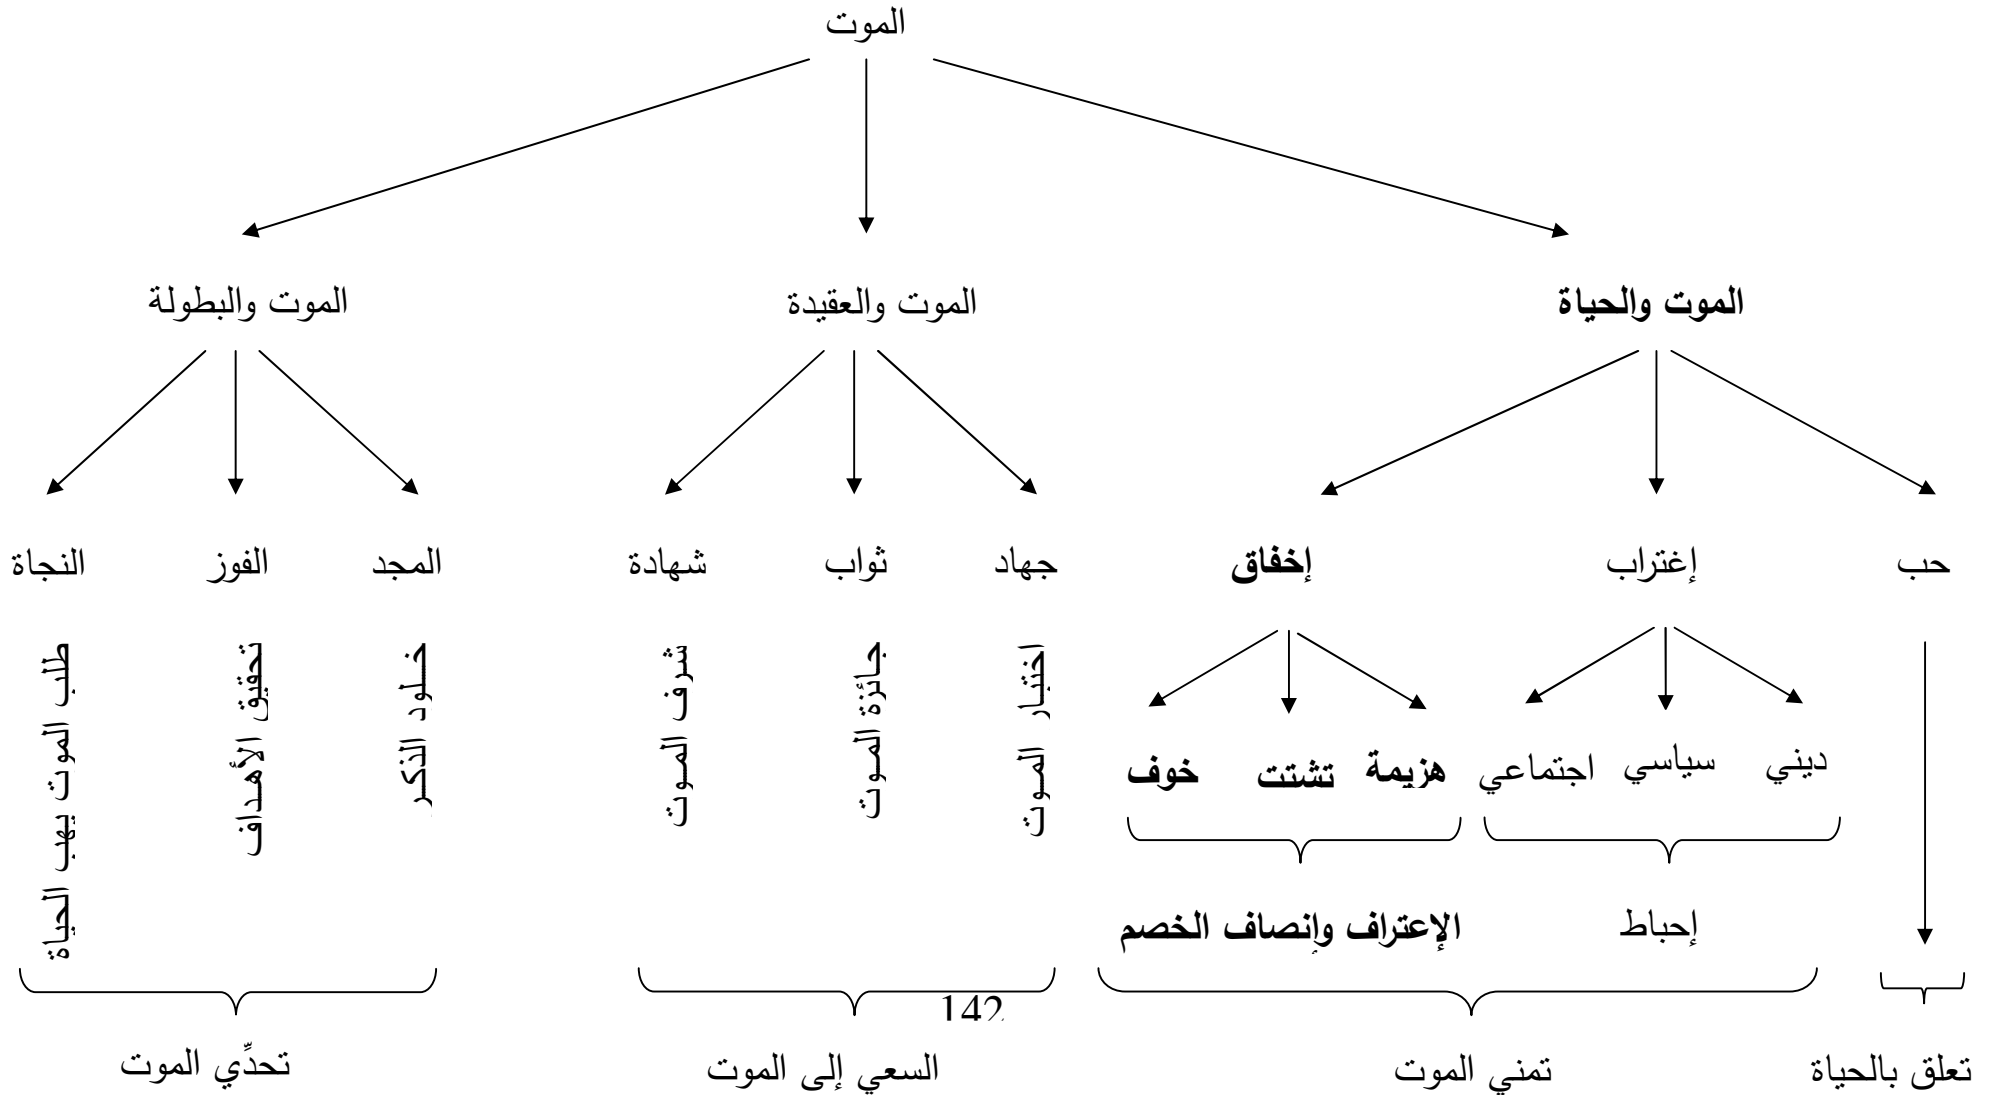 الموت
الموت والحياة الموت والعقيدة الموت والبطولة
حب إغتراب إخفاق جهاد ثواب شهادة المجد الفوز النجاة
اختيار الموت
جائزة الموت
شرف الموت
خلود الذكر
تحقيق الأهداف
طلب الموت يهب الحياة
ديني سياسي اجتماعي هزيمة تشتت خوف
إحباط الإعتراف وإنصاف الخصم
142
تعلق بالحياة تمني الموت السعي إلى الموت تحدِّي الموت